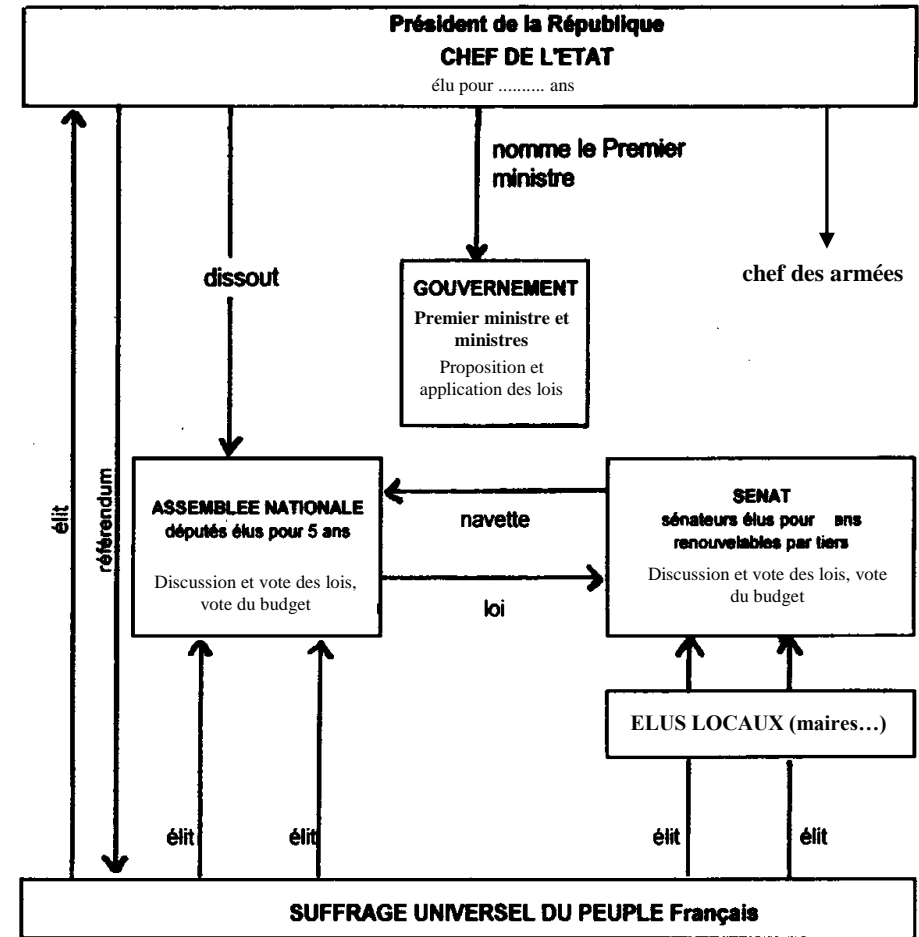 Président de la République
CHEF DE L'ETAT
élu pour .......... ans
nomme le Premier
ministre
dissout
chef des armées
GOUVERNEMENT
Premier ministre et
ministres
Proposition et
application des lois
élit
référendum
ASSEMBLEE NATIONALE
députés élus pour 5 ans
Discussion et vote des lois,
vote du budget
navette
loi
SENAT
sénateurs élus pour ans
renouvelables par tiers
Discussion et vote des lois, vote
du budget
ELUS LOCAUX (maires…)
élit
élit
élit
élit
SUFFRAGE UNIVERSEL DU PEUPLE Français